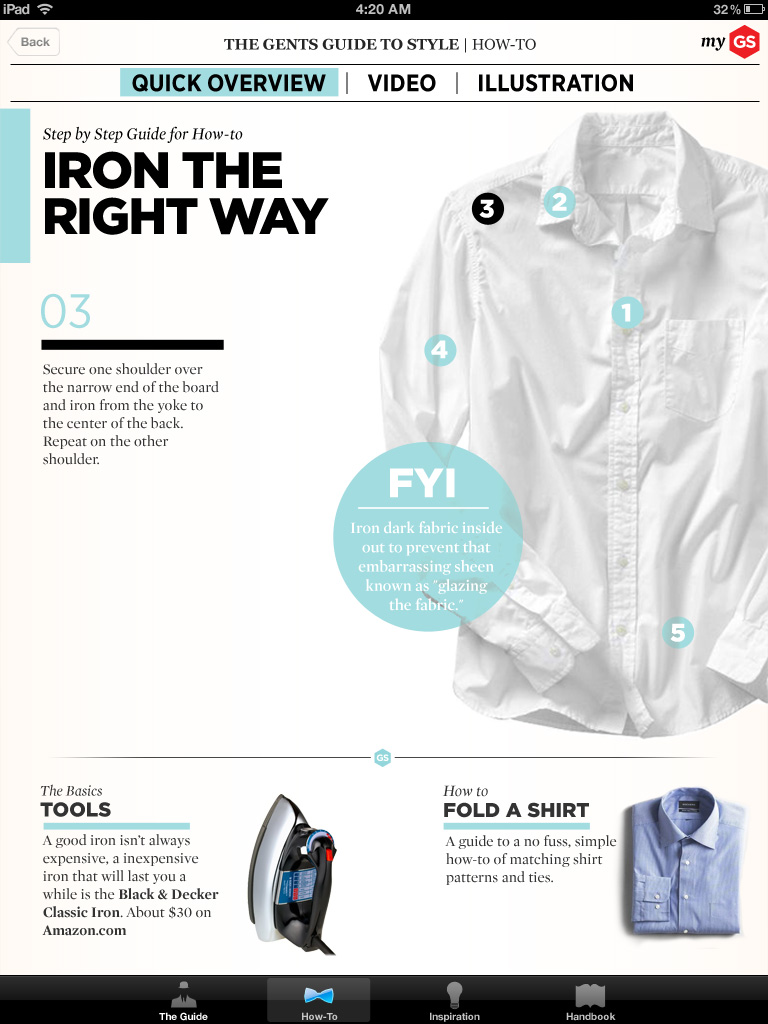 iPad
4:20 AM
32%
Back
THE GENTS GUIDE TO STYLE | HOW-TO
my GS
QUICK OVERVIEW | VIDEO | ILLUSTRATION
Step by Step Guide for How-to
IRON THE
RIGHT WAY
3
2
03
1
4
Secure one shoulder over
the narrow end of the board
and iron from the yoke to
the center of the back.
Repeat on the other
shoulder.
FYI
Iron dark fabric inside
out to prevent that
embarrassing sheen
known as "glazing
the fabric."
5
GS
The Basics
TOOLS
A good iron isn't always
expensive, a inexpensive
iron that will last you a
while is the Black & Decker
Classic Iron. About $30 on
Amazon.com
How to
FOLD A SHIRT
A guide to a no fuss, simple
how-to of matching shirt
patterns and ties.
The Guide
How-To
Inspiration
Handbook